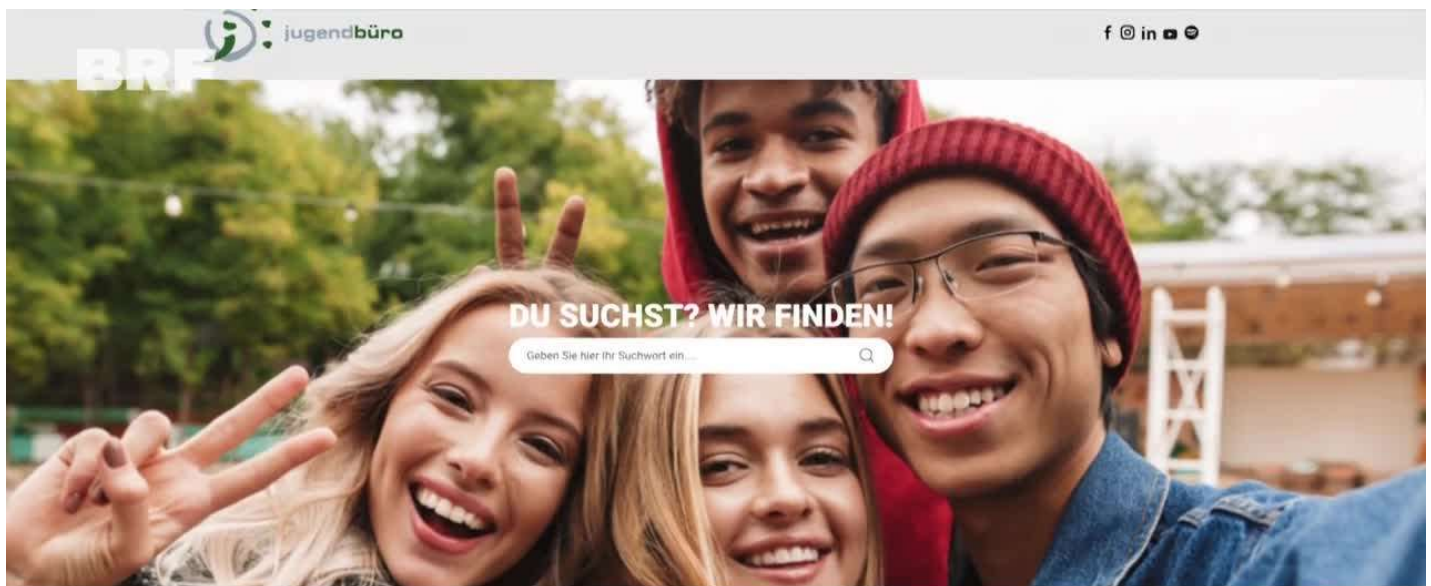 jugendbüro
BRF
DU SUCHST? WIR FINDEN!
Geben Sie hier Ihr Suchwort ein....